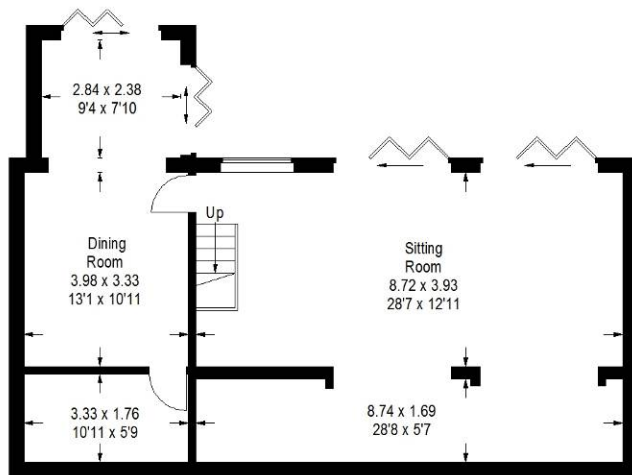 2.84 x 2.38
9'4 x 7'10
Up
Dining
Room
3.98 x 3.33
13'1 x 10'11
Sitting
Room
8.72 x 3.93
28'7 x 12'11
3.33 x 1.76
10'11 x 5'9
8.74 x 1.69
28'8 x 5'7